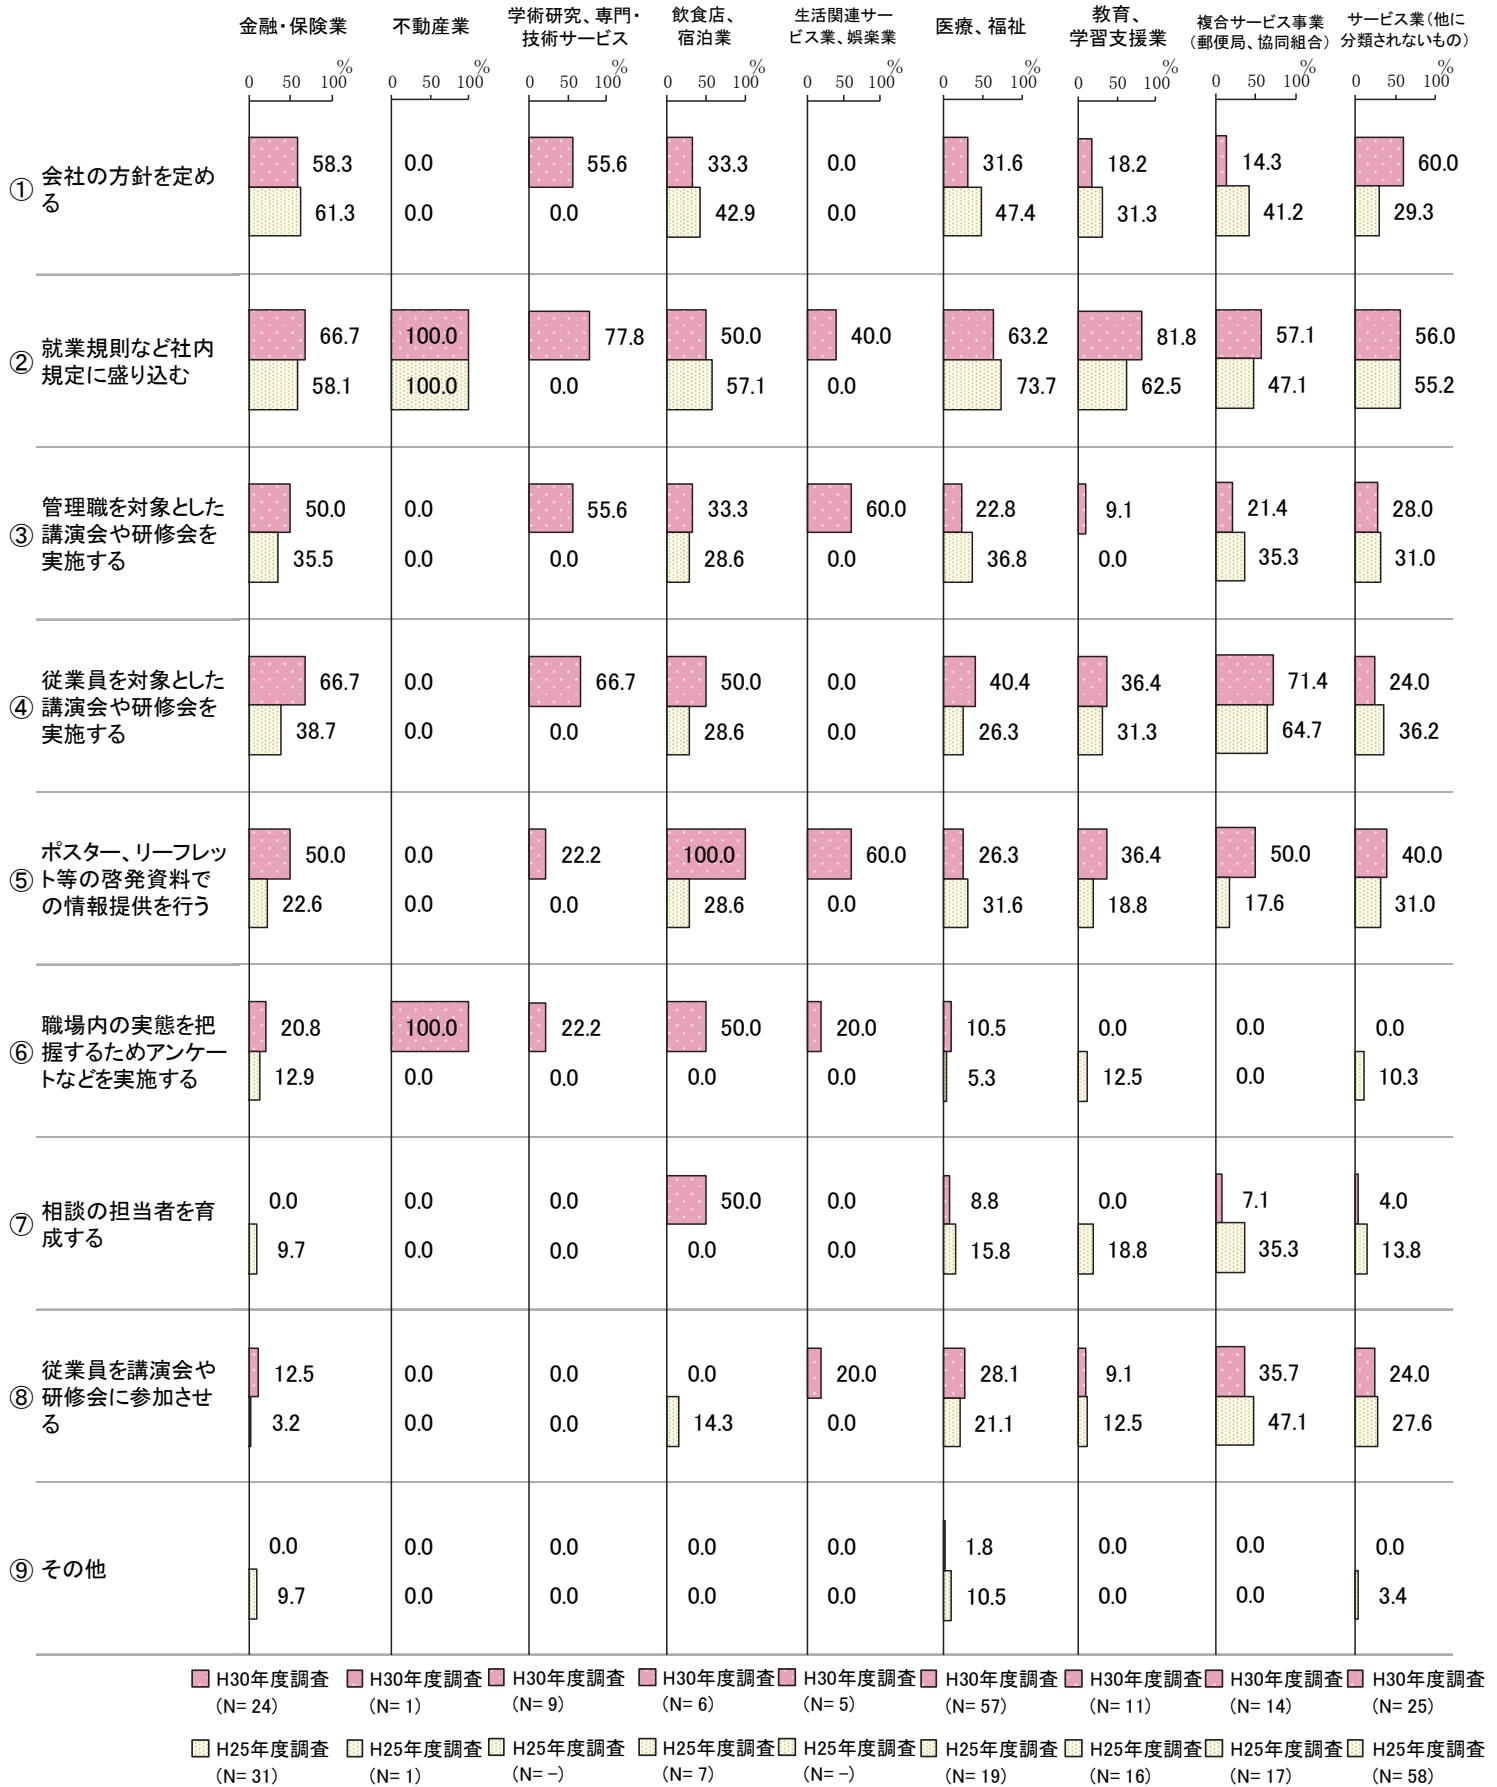 金融・保険業
不動産業
学術研究、専門・
技術サービス
飲食店、
宿泊業
生活関連サー
ビス業、娯楽業
医療、福祉
教育、
学習支援業
複合サービス事業
（郵便局、協同組合）
サービス業（他に
分類されないもの）
% % % % % % % % %
0 50 100 0 50 100 0 50 100 0 50 100 0 50 100 0 50 100 0 50 100 0 50 100 0 50 100
① 会社の方針を定め
る
58.3 0.0 55.6 33.3 0.0 31.6 18.2 14.3 60.0
61.3 0.0 0.0 42.9 0.0 47.4 31.3 41.2 29.3
② 就業規則など社内
規定に盛り込む
66.7 100.0 77.8 50.0 40.0 63.2 81.8 57.1 56.0
58.1 100.0 0.0 57.1 0.0 73.7 62.5 47.1 55.2
③ 管理職を対象とした
講演会や研修会を
実施する
50.0 0.0 55.6 33.3 60.0 22.8 9.1 21.4 28.0
35.5 0.0 0.0 28.6 0.0 36.8 0.0 35.3 31.0
④ 従業員を対象とした
講演会や研修会を
実施する
66.7 0.0 66.7 50.0 0.0 40.4 36.4 71.4 24.0
38.7 0.0 0.0 28.6 0.0 26.3 31.3 64.7 36.2
⑤ ポスター、リーフレッ
ト等の啓発資料で
の情報提供を行う
50.0 0.0 22.2 100.0 60.0 26.3 36.4 50.0 40.0
22.6 0.0 0.0 28.6 0.0 31.6 18.8 17.6 31.0
⑥ 職場内の実態を把
握するためアンケー
トなどを実施する
20.8 100.0 22.2 50.0 20.0 10.5 0.0 0.0 0.0
12.9 0.0 0.0 0.0 0.0 5.3 12.5 0.0 10.3
⑦ 相談の担当者を育
成する
0.0 0.0 0.0 50.0 0.0 8.8 0.0 7.1 4.0
9.7 0.0 0.0 0.0 0.0 15.8 18.8 35.3 13.8
⑧ 従業員を講演会や
研修会に参加させ
る
12.5 0.0 0.0 0.0 20.0 28.1 9.1 35.7 24.0
3.2 0.0 0.0 14.3 0.0 21.1 12.5 47.1 27.6
⑨ その他
0.0 0.0 0.0 0.0 0.0 1.8 0.0 0.0 0.0
9.7 0.0 0.0 0.0 0.0 10.5 0.0 0.0 3.4
H30年度調査 H30年度調査 H30年度調査 H30年度調査 H30年度調査 H30年度調査 H30年度調査 H30年度調査 H30年度調査
（N= 24） （N= 1） （N= 9） （N= 6） （N= 5） （N= 57） （N= 11） （N= 14） （N= 25）
H25年度調査 H25年度調査 H25年度調査 H25年度調査 H25年度調査 H25年度調査 H25年度調査 H25年度調査 H25年度調査
（N= 31） （N= 1） （N= −） （N= 7） （N= −） （N= 19） （N= 16） （N= 17） （N= 58）